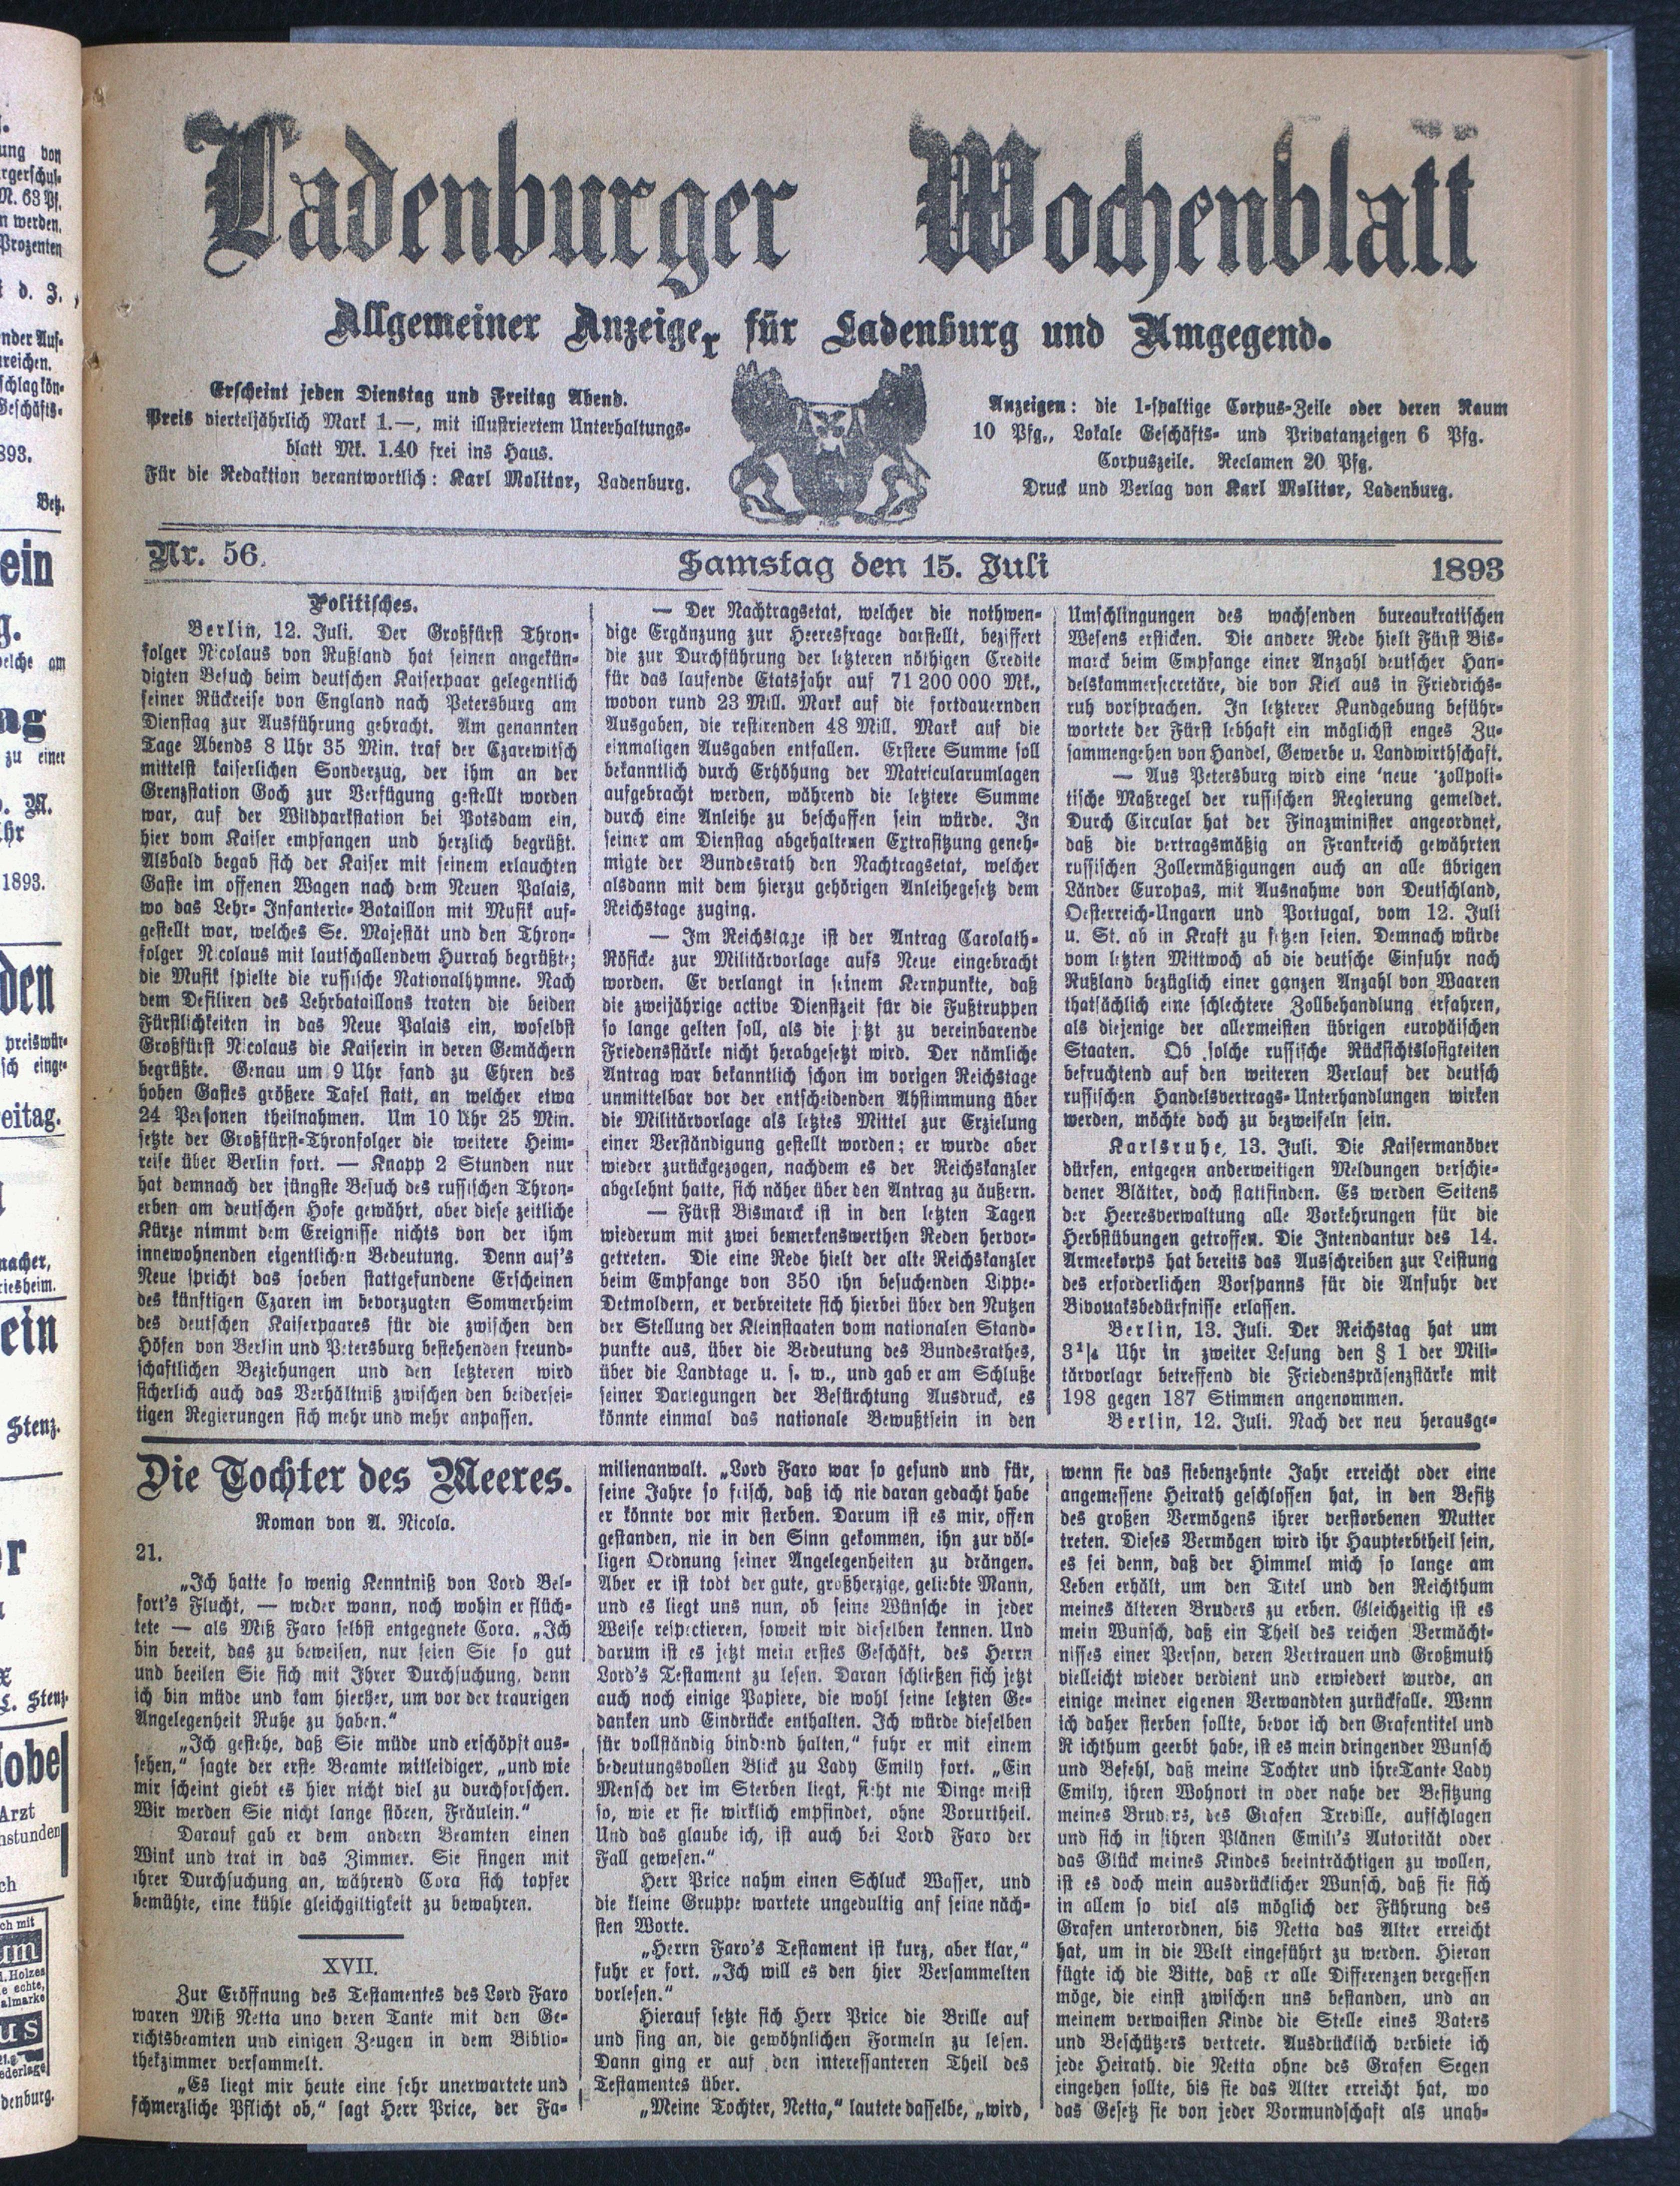 Ladenburger Wochenblatt
Allgemeiner Anzeiger für Ladenburg und Umgegend.
Erscheint jeden Dienstag und Freitag Abend.
Preis vierteljährlich Mark 1.—, mit illustriertem Unterhaltungs-
blatt Mk. 1.40 frei ins Haus.
Für die Redaktion verantwortlich: Karl Molitor, Ladenburg.
Anzeigen: die 1-spaltige Corpus-Zeile oder deren Raum
10 Pfg., Lokale Geschäfts- und Privatanzeigen 6 Pfg.
Corpuszeile. Reclamen 20 Pfg.
Druck und Verlag von Karl Molitor, Ladenburg.
Nr. 56.
Samstag den 15. Juli
1893
Politisches.
Berlin, 12. Juli. Der Großfürst Thron-
folger Nicolaus von Rußland hat seinen angekün-
digten Besuch beim deutschen Kaiserpaar gelegentlich
seiner Rückreise von England nach Petersburg am
Dienstag zur Ausführung gebracht. Am genannten
Tage Abends 8 Uhr 35 Min. traf der Czarewitsch
mittelst kaiserlichen Sonderzug, der ihm an der
Grenzstation Goch zur Verfügung gestellt worden
war, auf der Wildparkstation bei Potsdam ein,
hier vom Kaiser empfangen und herzlich begrüßt.
Alsbald begab sich der Kaiser mit seinem erlauchten
Gaste im offenen Wagen nach dem Neuen Palais,
wo das Lehr-Infanterie-Bataillon mit Musik auf-
gestellt war, welches Se. Majestät und den Thron-
folger Nicolaus mit lautschallendem Hurrah begrüßte;
die Musik spielte die russische Nationalhymne. Nach
dem Defiliren des Lehrbataillons traten die beiden
Fürstlichkeiten in das Neue Palais ein, woselbst
Großfürst Nicolaus die Kaiserin in deren Gemächern
begrüßte. Genau um 9 Uhr fand zu Ehren des
hohen Gastes größere Tafel statt, an welcher etwa
24 Personen theilnahmen. Um 10 Uhr 25 Min.
setzte der Großfürst-Thronfolger die weitere Heim-
reise über Berlin fort. — Knapp 2 Stunden nur
hat demnach der jüngste Besuch des russischen Thron-
erben am deutschen Hofe gewährt, aber diese zeitliche
Kürze nimmt dem Ereignisse nichts von der ihm
innewohnenden eigentlichen Bedeutung. Denn auf's
Neue spricht das soeben stattgefundene Erscheinen
des künftigen Czaren im bevorzugten Sommerheim
des deutschen Kaiserpaares für die zwischen den
Höfen von Berlin und Petersburg bestehenden freund-
schaftlichen Beziehungen und den letzteren wird
sicherlich auch das Verhältniß zwischen den beidersei-
tigen Regierungen sich mehr und mehr anpassen.
— Der Nachtragsetat, welcher die nothwen-
dige Ergänzung zur Heeresfrage darstellt, beziffert
die zur Durchführung der letzteren nöthigen Credite
für das laufende Etatsjahr auf 71 200 000 Mk.,
wovon rund 23 Mill. Mark auf die fortdauernden
Ausgaben, die restirenden 48 Mill. Mark auf die
einmaligen Ausgaben entfallen. Erstere Summe soll
bekanntlich durch Erhöhung der Matricularumlagen
aufgebracht werden, während die letztere Summe
durch eine Anleihe zu beschaffen sein würde. In
seiner am Dienstag abgehaltenen Extrasitzung geneh-
migte der Bundesrath den Nachtragsetat, welcher
alsdann mit dem hierzu gehörigen Anleihegesetz dem
Reichstage zuging.
— Im Reichstage ist der Antrag Carolath-
Rösicke zur Militärvorlage aufs Neue eingebracht
worden. Er verlangt in seinem Kernpunkte, daß
die zweijährige active Dienstzeit für die Fußtruppen
so lange gelten soll, als die jetzt zu vereinbarende
Friedensstärke nicht herabgesetzt wird. Der nämliche
Antrag war bekanntlich schon im vorigen Reichstage
unmittelbar vor der entscheidenden Abstimmung über
die Militärvorlage als letztes Mittel zur Erzielung
einer Verständigung gestellt worden; er wurde aber
wieder zurückgezogen, nachdem es der Reichskanzler
abgelehnt hatte, sich näher über den Antrag zu äußern.
— Fürst Bismarck ist in den letzten Tagen
wiederum mit zwei bemerkenswerthen Reden hervor-
getreten. Die eine Rede hielt der alte Reichskanzler
beim Empfange von 350 ihn besuchenden Lippe-
Detmoldern, er verbreitete sich hierbei über den Nutzen
der Stellung der Kleinstaaten vom nationalen Stand-
punkte aus, über die Bedeutung des Bundesrathes,
über die Landtage u. s. w., und gab er am Schluße
seiner Darlegungen der Befürchtung Ausdruck, es
könnte einmal das nationale Bewußtsein in den
Umschlingungen des wachsenden bureaukratischen
Wesens ersticken. Die andere Rede hielt Fürst Bis-
marck beim Empfange einer Anzahl deutscher Han-
delskammersecretäre, die von Kiel aus in Friedrichs-
ruh vorsprachen. In letzterer Kundgebung beführ-
wortete der Fürst lebhaft ein möglichst enges Zu-
sammengehen von Handel, Gewerbe u. Landwirthschaft.
— Aus Petersburg wird eine neue zollpoli-
tische Maßregel der russischen Regierung gemeldet.
Durch Circular hat der Finazminister angeordnet,
daß die vertragsmäßig an Frankreich gewährten
russischen Zollermäßigungen auch an alle übrigen
Länder Europas, mit Ausnahme von Deutschland,
Oesterreich-Ungarn und Portugal, vom 12. Juli
u. St. ab in Kraft zu setzen seien. Demnach würde
vom letzten Mittwoch ab die deutsche Einfuhr nach
Rußland bezüglich einer ganzen Anzahl von Waaren
thatsächlich eine schlechtere Zollbehandlung erfahren,
als diejenige der allermeisten übrigen europäischen
Staaten. Ob solche russische Rücksichtslosigkeiten
befruchtend auf den weiteren Verlauf der deutsch
russischen Handelsvertrags-Unterhandlungen wirken
werden, möchte doch zu bezweifeln sein.
Karlsruhe, 13. Juli. Die Kaisermanöver
dürfen, entgegen anderweitigen Meldungen verschie-
dener Blätter, doch stattfinden. Es werden Seitens
der Heeresverwaltung alle Vorkehrungen für die
Herbstübungen getroffen. Die Intendantur des 14.
Armeekorps hat bereits das Ausschreiben zur Leistung
des erforderlichen Vorspanns für die Anfuhr der
Bivouaksbedürfnisse erlassen.
Berlin, 13. Juli. Der Reichstag hat um
3¼ Uhr in zweiter Lesung den § 1 der Mili-
tärvorlagr betreffend die Friedenspräsenzstärke mit
198 gegen 187 Stimmen angenommen.
Berlin, 12. Juli. Nach der neu herausge-
Die Tochter des Meeres.
Roman von A. Nicola.
21.
„Ich hatte so wenig Kenntniß von Lord Bel-
fort's Flucht, — weder wann, noch wohin er flüch-
tete — als Miß Faro selbst entgegnete Cora. „Ich
bin bereit, das zu beweisen, nur seien Sie so gut
und beeilen Sie sich mit Ihrer Durchsuchung, denn
ich bin müde und kam hierher, um vor der traurigen
Angelegenheit Ruhe zu haben.“
„Ich gestehe, daß Sie müde und erschöpft aus-
sehen,“ sagte der erste Beamte mitleidiger, „und wie
mir scheint giebt es hier nicht viel zu durchforschen.
Wir werden Sie nicht lange stören, Fräulein.“
Darauf gab er dem andern Beamten einen
Wink und trat in das Zimmer. Sie fingen mit
ihrer Durchsuchung an, während Cora sich tapfer
bemühte, eine kühle gleichgiltigkeit zu bewahren.
XVII.
Zur Eröffnung des Testamentes des Lord Faro
waren Miß Netta uno deren Tante mit den Ge-
richtsbeamten und einigen Zeugen in dem Biblio-
thekzimmer versammelt.
„Es liegt mir heute eine sehr unerwartete und
schmerzliche Pflicht ob,“ sagt Herr Price, der Fa-
milienanwalt. „Lord Faro war so gesund und für,
seine Jahre so frisch, daß ich nie daran gedacht habe
er könnte vor mir sterben. Darum ist es mir, offen
gestanden, nie in den Sinn gekommen, ihn zur völ-
ligen Ordnung seiner Angelegenheiten zu drängen.
Aber er ist todt der gute, großherzige, geliebte Mann,
und es liegt uns nun, ob seine Wünsche in jeder
Weise respectieren, soweit wir dieselben kennen. Und
darum ist es jetzt mein erstes Geschäft, des Herrn
Lord's Testament zu lesen. Daran schließen sich jetzt
auch noch einige Papiere, die wohl seine letzten Ge-
danken und Eindrücke enthalten. Ich würde dieselben
für vollständig bindend halten,“ fuhr er mit einem
bedeutungsvollen Blick zu Lady Emily fort. „Ein
Mensch der im Sterben liegt, sieht nie Dinge meist
so, wie er sie wirklich empfindet, ohne Vorurtheil.
Und das glaube ich, ist auch bei Lord Faro der
Fall gewesen.“
Herr Price nahm einen Schluck Wasser, und
die kleine Gruppe wartete ungedultig anf seine näch-
sten Worte.
„Herrn Faro's Testament ist kurz, aber klar,“
fuhr er fort. „Ich will es den hier Versammelten
vorlesen.“
Hierauf setzte sich Herr Price die Brille auf
und fing an, die gewöhnlichen Formeln zu lesen.
Dann ging er auf den interessanteren Theil des
Testamentes über.
„Meine Tochter, Netta,“ lautete dasselbe, „wird,
wenn sie das siebenzehnte Jahr erreicht oder eine
angemessene Heirath geschlossen hat, in den Besitz
des großen Vermögens ihrer verstorbenen Mutter
treten. Dieses Vermögen wird ihr Haupterbtheil sein,
es sei denn, daß der Himmel mich so lange am
Leben erhält, um den Titel und den Reichthum
meines älteren Bruders zu erben. Gleichzeitig ist es
mein Wunsch, daß ein Theil des reichen Vermächt-
nisses einer Person, deren Vertrauen und Großmuth
vielleicht wieder verdient und erwiedert wurde, an
einige meiner eigenen Verwandten zurückfalle. Wenn
ich daher sterben sollte, bevor ich den Grafentitel und
R ichthum geerbt habe, ist es mein dringender Wunsch
und Befehl, daß meine Tochter und ihre Tante Lady
Emily, ihren Wohnort in oder nahe der Besitzung
meines Bruders, des Grafen Treville, aufschlagen
und sich in ihren Plänen Emili's Autorität oder
das Glück meines Kindes beeinträchtigen zu wollen,
ist es doch mein ausdrücklicher Wunsch, daß sie sich
in allem so viel als möglich der Führung des
Grafen unterordnen, bis Netta das Alter erreicht
hat, um in die Welt eingeführt zu werden. Hieran
fügte ich die Bitte, daß er alle Differenzen vergessen
möge, die einst zwischen uns bestanden, und an
meinem verwaisten Kinde die Stelle eines Vaters
und Beschützers vertrete. Ausdrücklich verbiete ich
jede Heirath, die Netta ohne des Grafen Segen
eingehen sollte, bis sie das Alter erreicht hat, wo
das Gesetz sie von jeder Vormundschaft als unab-